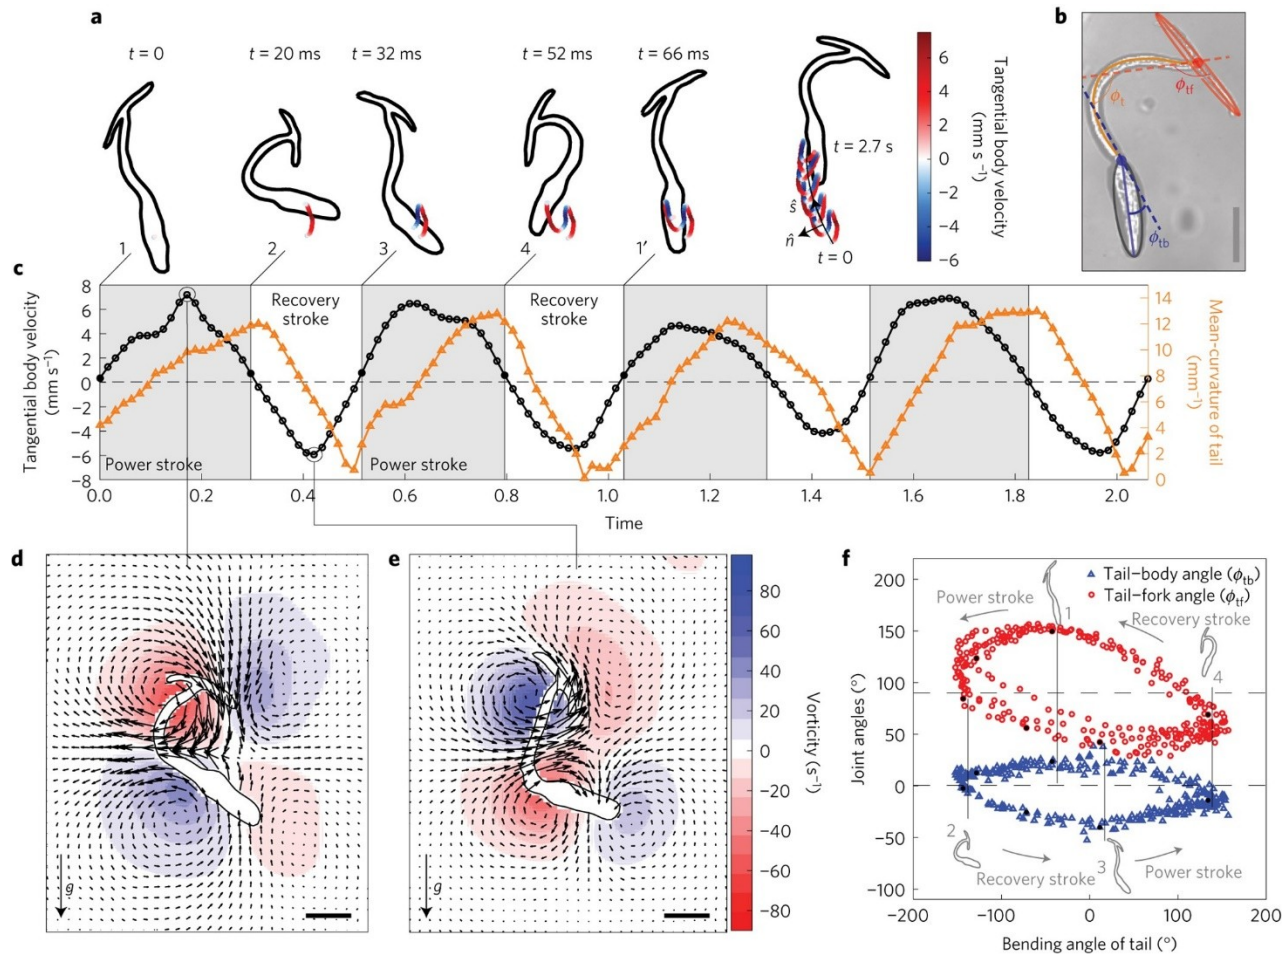 a
t = 0
t = 20 ms
t = 32 ms
t = 52 ms
t = 66 ms
t = 2.7 s
ŝ
n̂
t = 0
1
2
3
4
1′
6
4
2
0
−2
−4
−6
Tangential body velocity
(mm s⁻¹)
b
ϕt
ϕtf
ϕtb
c
Tangential body velocity
(mm s⁻¹)
8
6
4
2
0
−2
−4
−6
−8
Power stroke
Recovery
stroke
Power stroke
Recovery
stroke
14
12
10
8
6
4
2
0
Mean-curvature of tail
(mm⁻¹)
0.0
0.2
0.4
0.6
0.8
1.0
1.2
1.4
1.6
1.8
2.0
Time
d
g
e
g
80
60
40
20
0
−20
−40
−60
−80
Vorticity (s⁻¹)
f
Tail–body angle (ϕtb)
Tail–fork angle (ϕtf)
Power stroke
1
Recovery stroke
4
2
Recovery stroke
3
Power stroke
200
150
100
50
0
−50
−100
Joint angles (°)
−200
−100
0
100
200
Bending angle of tail (°)